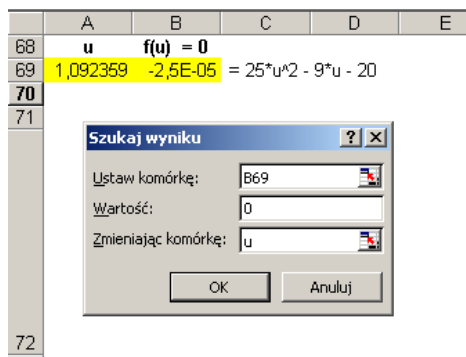 A B C D E
68 u f(u) = 0
69 1,092359 -2,5E-05 = 25*u^2 - 9*u - 20
70
71
Szukaj wyniku ? ×
Ustaw komórkę: B69
Wartość: 0
Zmieniając komórkę: u
OK Anuluj
72